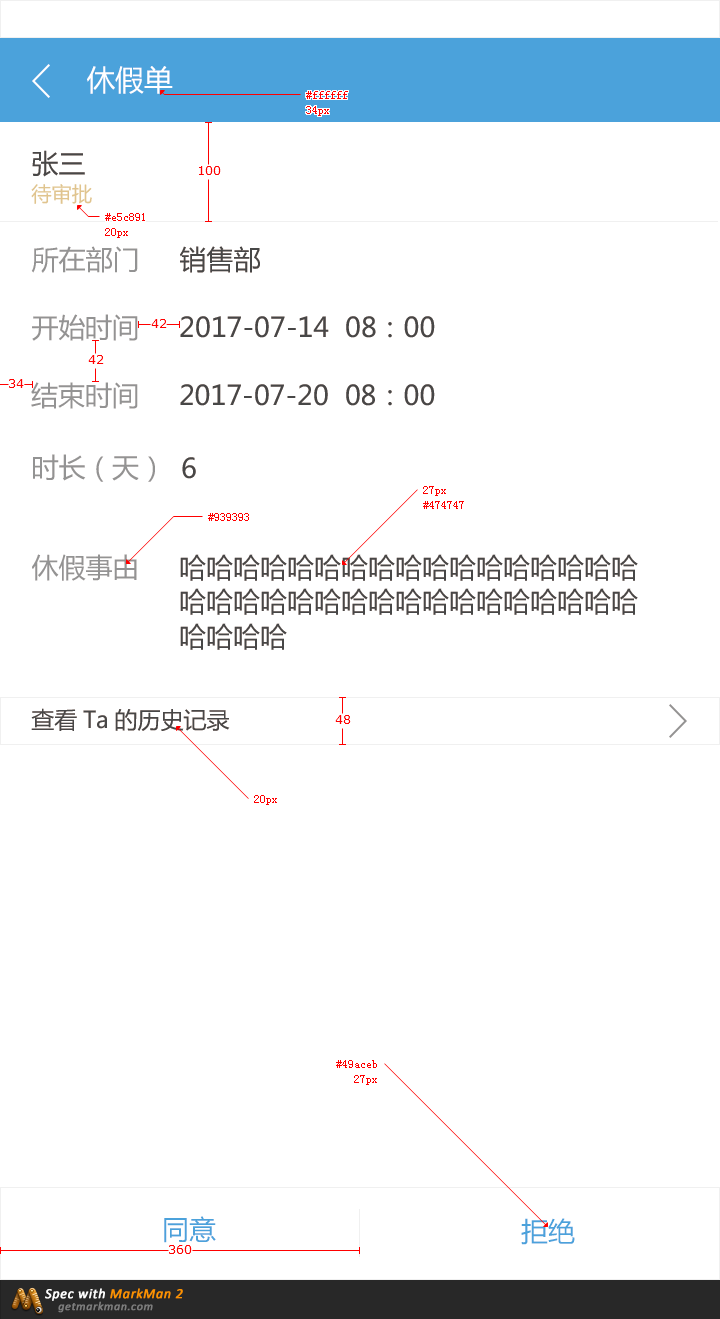 休假单
#ffffff
34px
100
张三
待审批
#e5c891
20px
所在部门 销售部
开始时间 42 2017-07-14 08：00
42
34 结束时间 2017-07-20 08：00
时长（天） 6
27px
#474747
#939393
休假事由 哈哈哈哈哈哈哈哈哈哈哈哈哈哈哈哈哈
哈哈哈哈哈哈哈哈哈哈哈哈哈哈哈哈哈
哈哈哈哈
查看 Ta 的历史记录 48
20px
#49aceb
27px
同意 拒绝
360
Spec with MarkMan 2
getmarkman.com